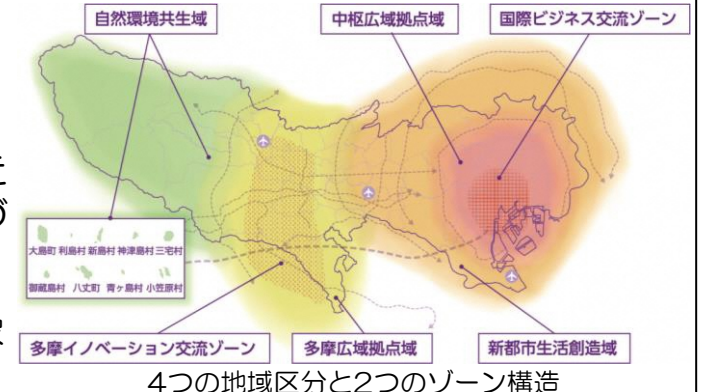 自然環境共生域
中枢広域拠点域
国際ビジネス交流ゾーン
大島町 利島村 新島村 神津島村 三宅村
御蔵島村 八丈町 青ヶ島村 小笠原村
多摩イノベーション交流ゾーン
多摩広域拠点域
新都市生活創造域
4つの地域区分と2つのゾーン構造